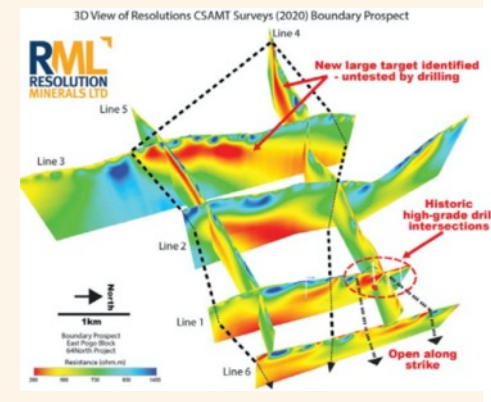 3D View of Resolutions CSAMT Surveys (2020) Boundary Prospect
RML
RESOLUTION
MINERALS LTD
Line 4
New large target identified
- untested by drilling
Line 5
Line 3
Historic
high-grade drill
intersections
Line 2
North
1km
Line 1
Boundary Prospect
East Pogo Block
64North Project
Resistance (ohm.m)
Open along
strike
Line 6